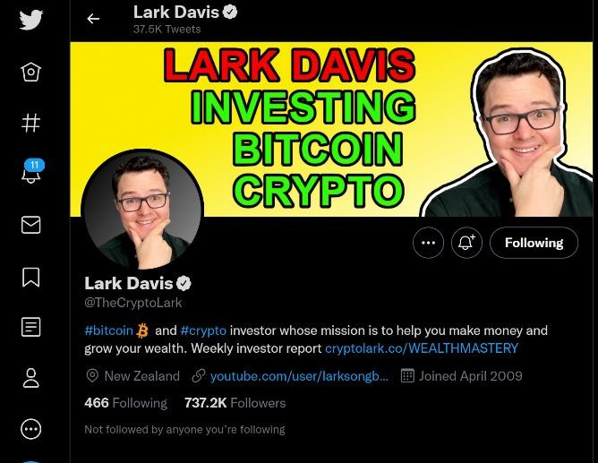 Lark Davis
37.5K Tweets
LARK DAVIS
INVESTING
BITCOIN
CRYPTO
11
Following
Lark Davis
@TheCryptoLark
#bitcoin and #crypto investor whose mission is to help you make money and
grow your wealth. Weekly investor report cryptolark.co/WEALTHMASTERY
New Zealand youtube.com/user/larksongb... Joined April 2009
466 Following 737.2K Followers
Not followed by anyone you're following